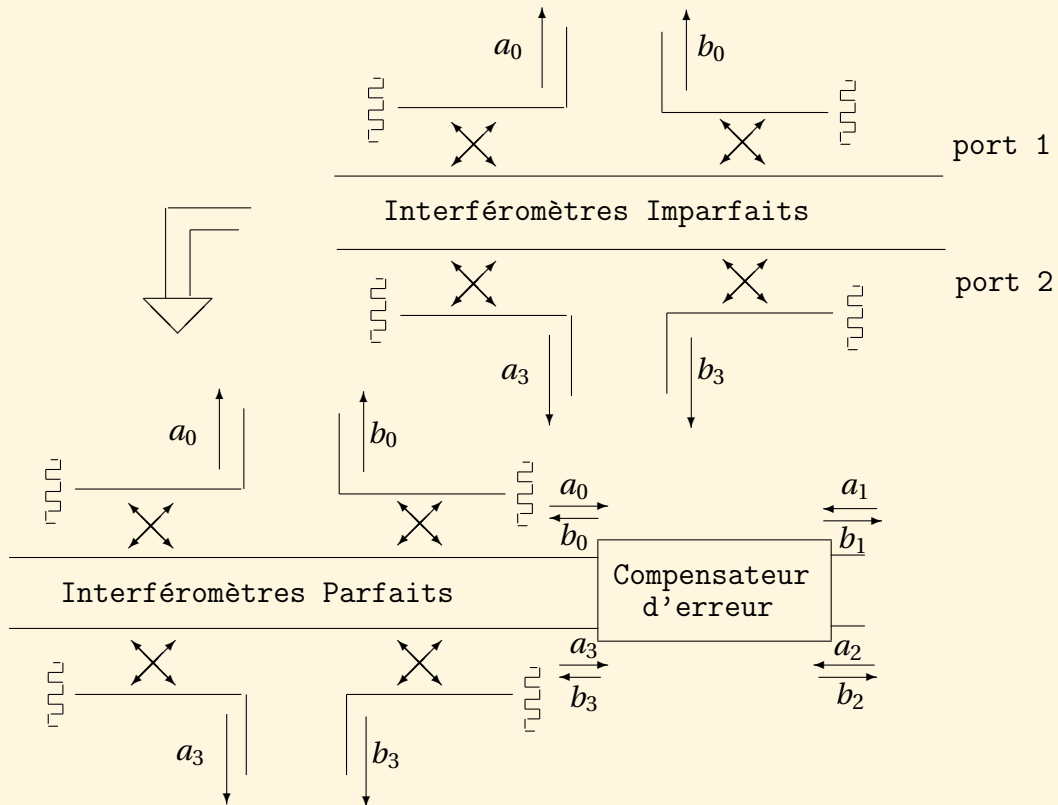 a0 b0
port 1
Interféromètres Imparfaits
port 2
a3 b3
a0 b0
a0 a1
b0 b1
Interféromètres Parfaits
Compensateur
d'erreur
a3 a2
b3 b2
a3 b3